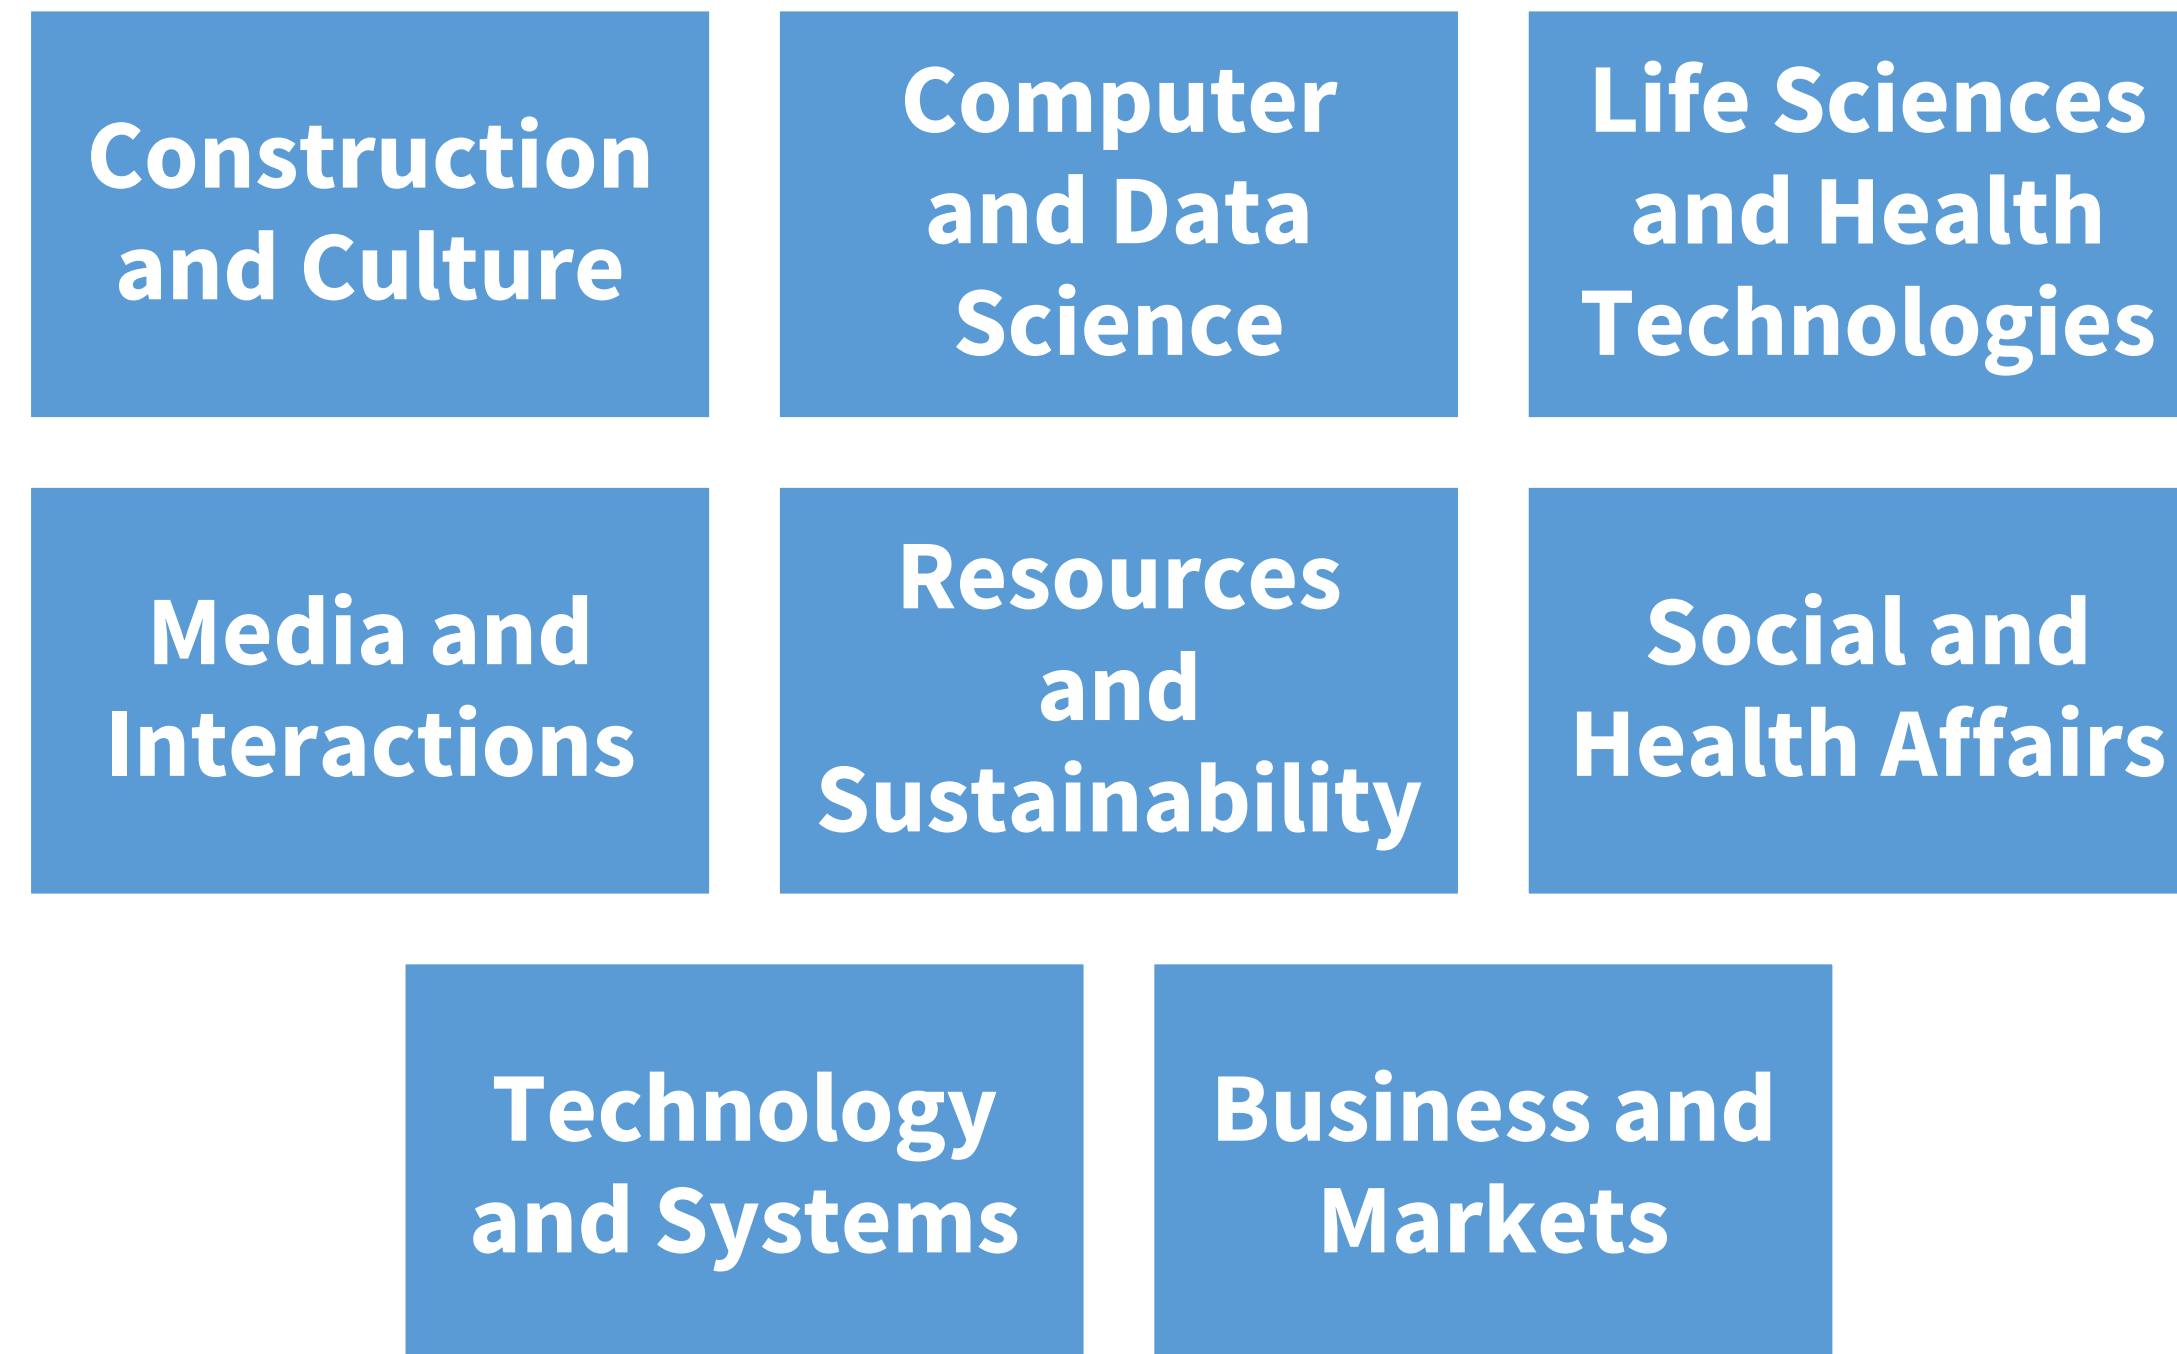 Construction
and Culture
Computer
and Data
Science
Life Sciences
and Health
Technologies
Media and
Interactions
Resources
and
Sustainability
Social and
Health Affairs
Technology
and Systems
Business and
Markets